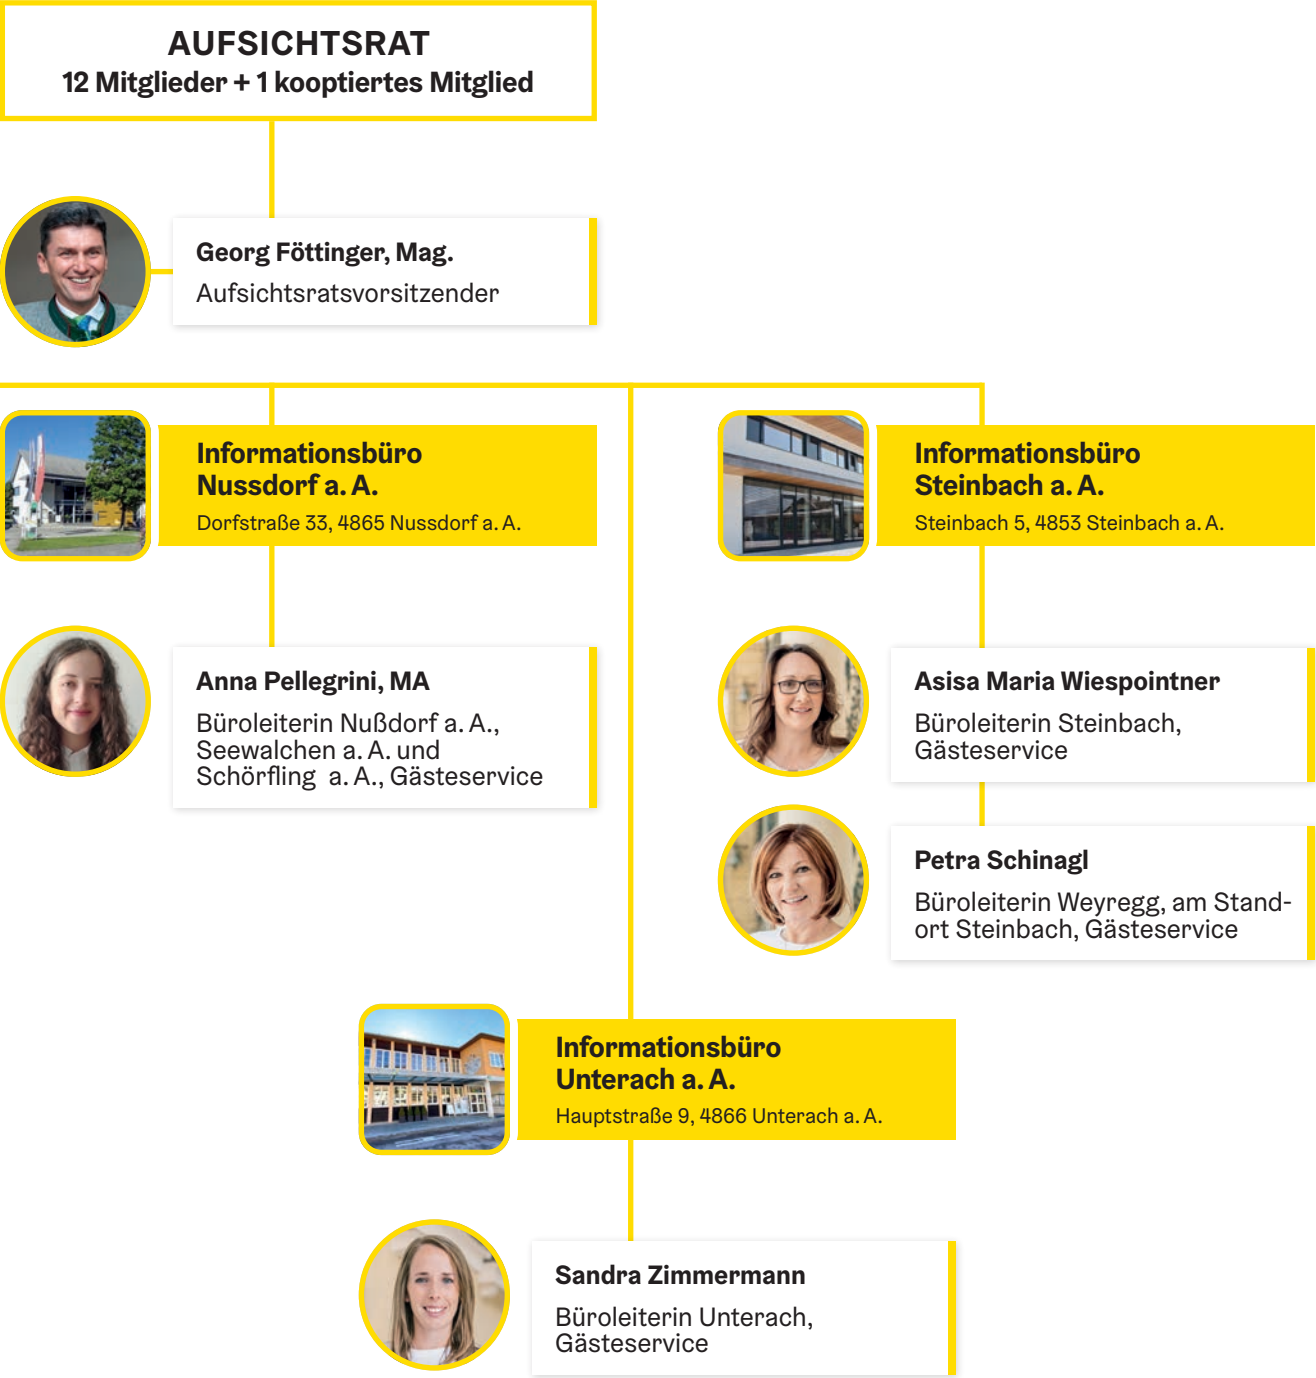 AUFSICHTSRAT
12 Mitglieder + 1 kooptiertes Mitglied
Georg Föttinger, Mag.
Aufsichtsratsvorsitzender
Informationsbüro
Nussdorf a. A.
Dorfstraße 33, 4865 Nussdorf a. A.
Informationsbüro
Steinbach a. A.
Steinbach 5, 4853 Steinbach a. A.
Anna Pellegrini, MA
Büroleiterin Nußdorf a. A.,
Seewalchen a. A. und
Schörfling a. A., Gästeservice
Asisa Maria Wiespointner
Büroleiterin Steinbach,
Gästeservice
Petra Schinagl
Büroleiterin Weyregg, am Stand-
ort Steinbach, Gästeservice
Informationsbüro
Unterach a. A.
Hauptstraße 9, 4866 Unterach a. A.
Sandra Zimmermann
Büroleiterin Unterach,
Gästeservice